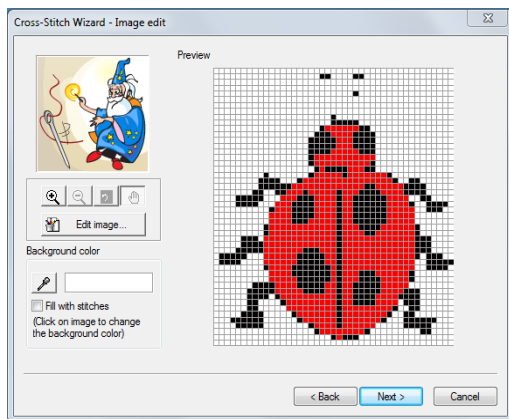 Cross-Stitch Wizard - Image edit
Preview
Edit image...
Background color
Fill with stitches
(Click on image to change
the background color)
< Back
Next >
Cancel